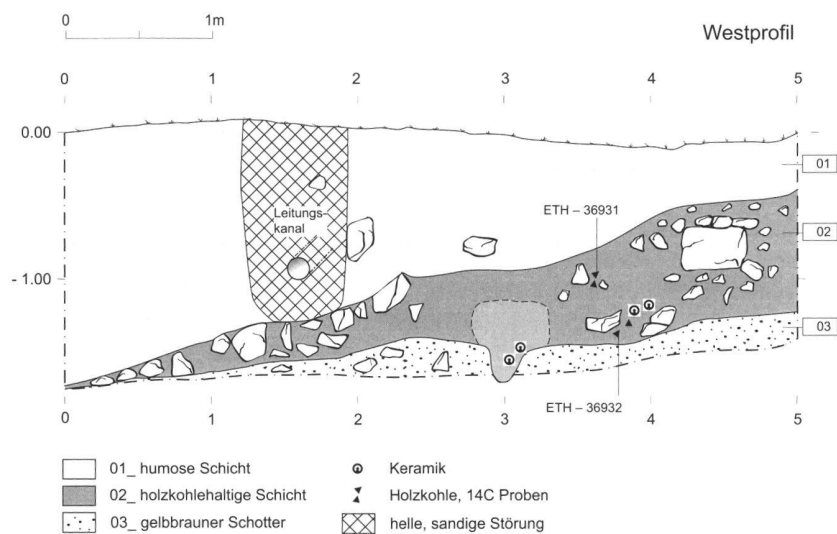 0 1m
Westprofil
0 1 2 3 4 5
0.00
01
ETH – 36931
Leitungs-
kanal
02
- 1.00
03
ETH – 36932
0 1 2 3 4 5
01_ humose Schicht
Keramik
02_ holzkohlehaltige Schicht
Holzkohle, 14C Proben
03_ gelbbrauner Schotter
helle, sandige Störung